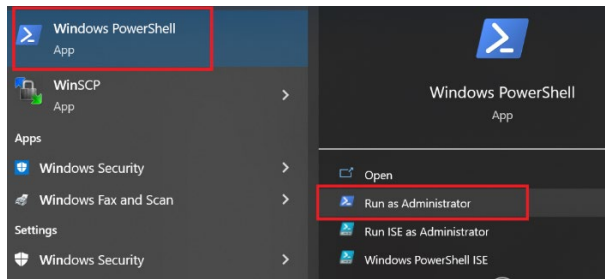 Windows PowerShell
App
WinSCP
App
Apps
Windows Security
Windows Fax and Scan
Settings
Windows Security
Windows PowerShell
App
Open
Run as Administrator
Run ISE as Administrator
Windows PowerShell ISE